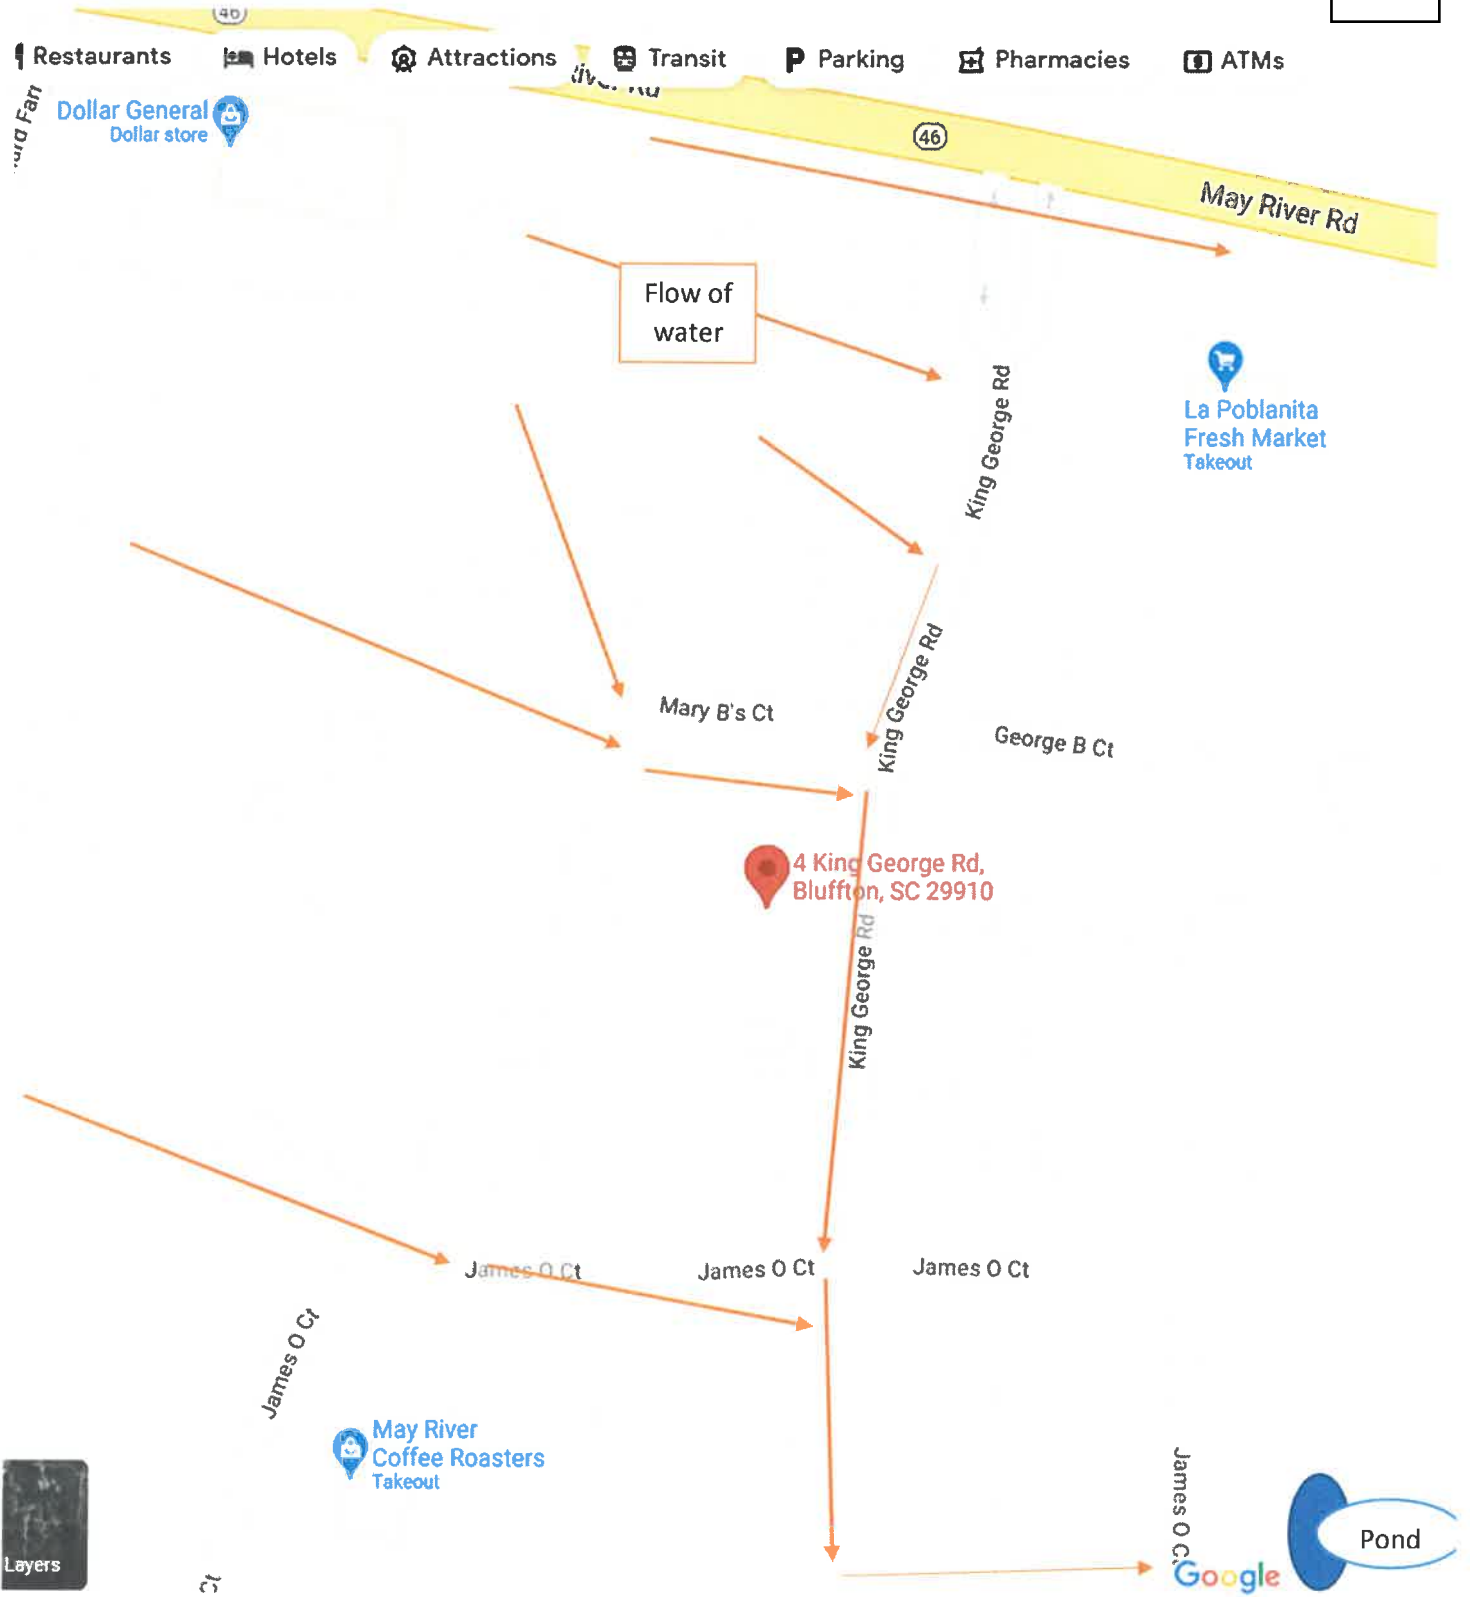 46
Restaurants
Hotels
Attractions
Transit
Parking
Pharmacies
ATMs
Dollar General
Dollar store
46
May River Rd
Flow of
water
King George Rd
La Poblanita
Fresh Market
Takeout
King George Rd
Mary B's Ct
George B Ct
4 King George Rd,
Bluffton, SC 29910
King George Rd
James O Ct
James O Ct
James O Ct
James O Ct
May River
Coffee Roasters
Takeout
James O C
Pond
Layers
Google
Ct